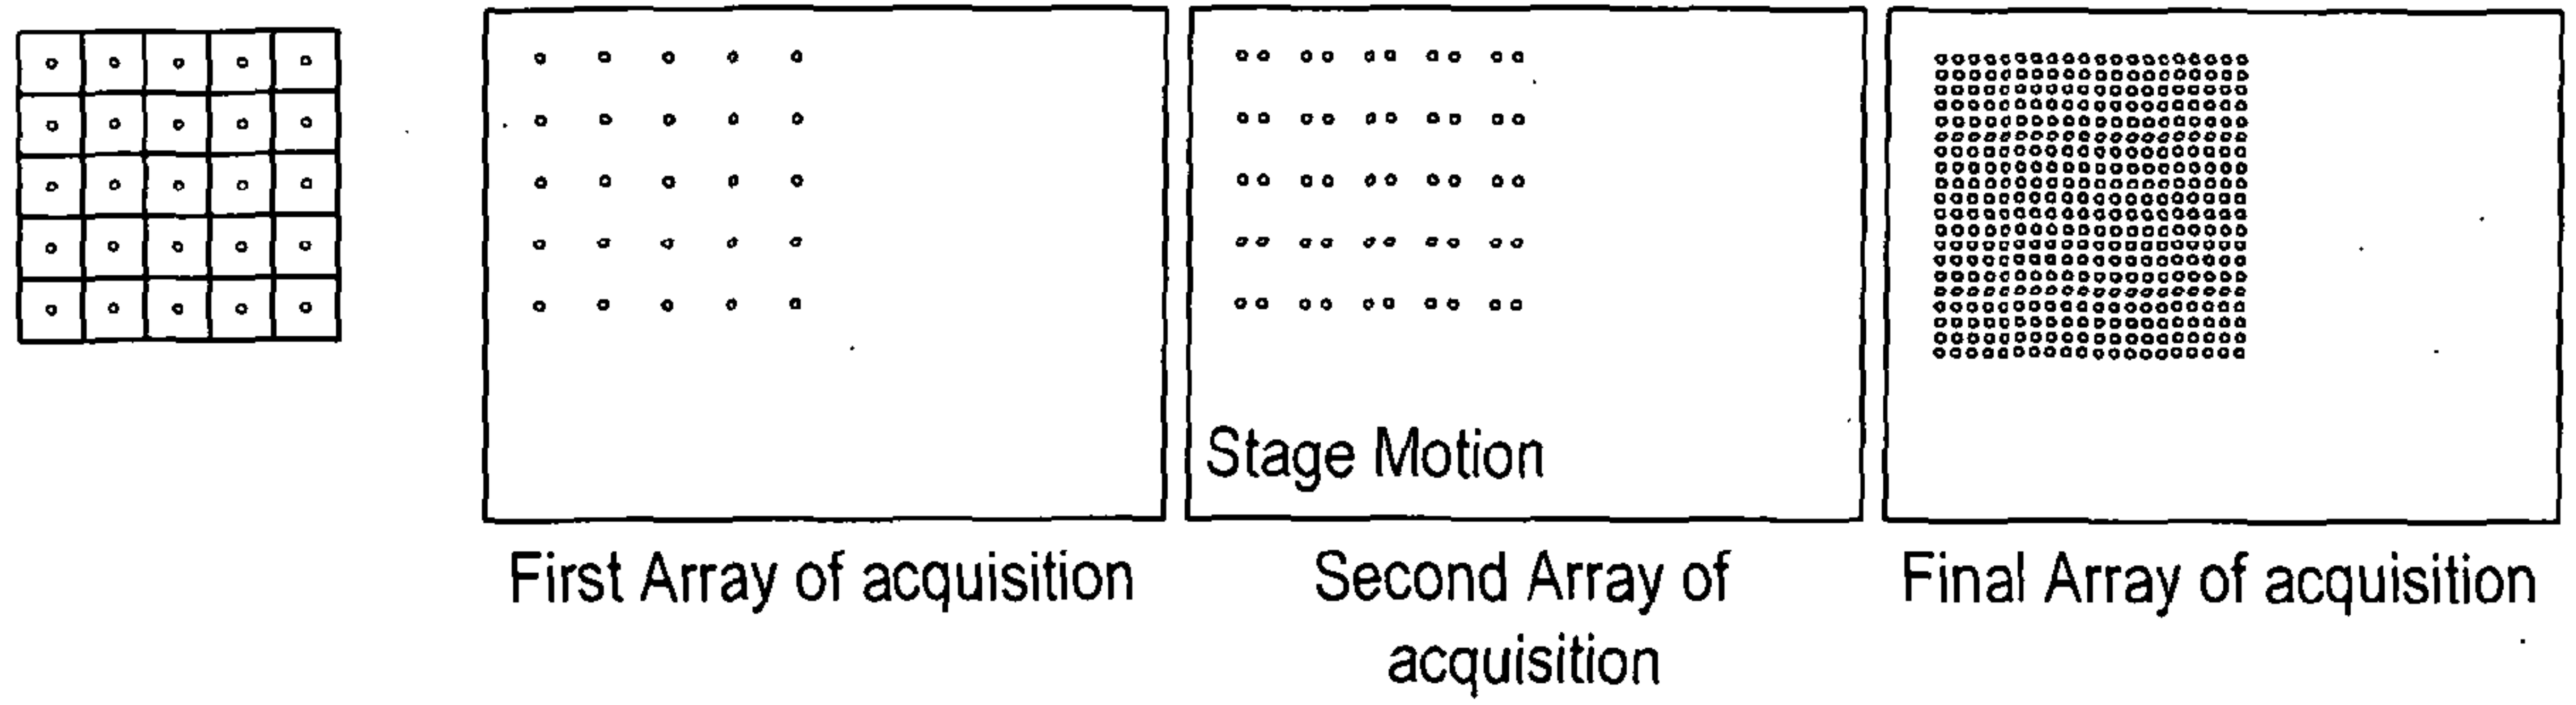 Stage Motion
First Array of acquisition
Second Array of
acquisition
Final Array of acquisition